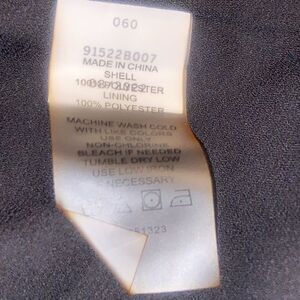 060
91522B007
MADE IN CHINA
SHELL
100% POLYESTER
LINING
100% POLYESTER
MACHINE WASH COLD
WITH LIKE COLORS
USE ONLY
NON-CHLORINE
BLEACH IF NEEDED
TUMBLE DRY LOW
USE LOW IRON
NECESSARY
51323